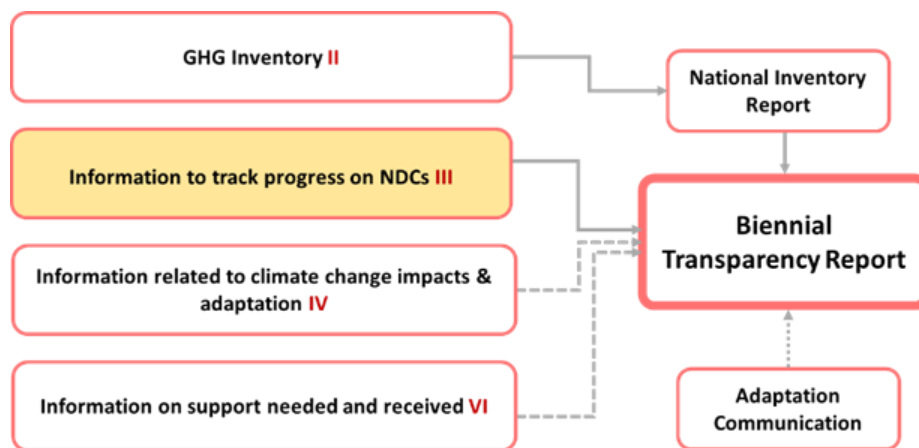 GHG Inventory II
National Inventory
Report
Information to track progress on NDCs III
Biennial
Transparency Report
Information related to climate change impacts &
adaptation IV
Information on support needed and received VI
Adaptation
Communication